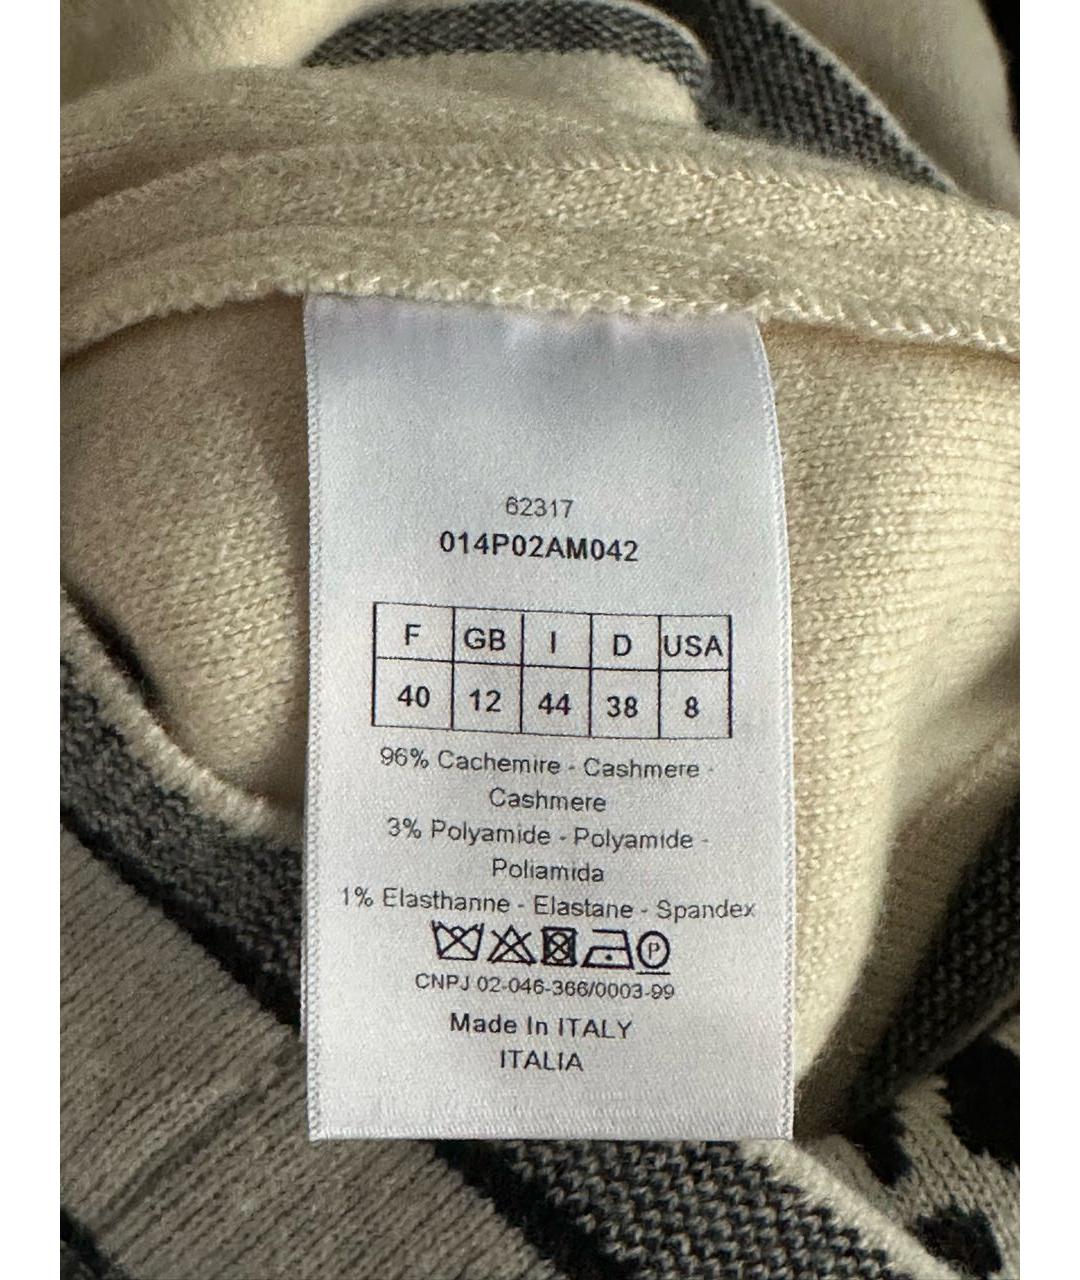 62317
014P02AM042
F GB I D USA
40 12 44 38 8
96% Cachemire - Cashmere -
Cashmere
3% Polyamide - Polyamide -
Poliamida
1% Elasthanne - Elastane - Spandex
P
CNPJ 02-046-366/0003-99
Made In ITALY
ITALIA